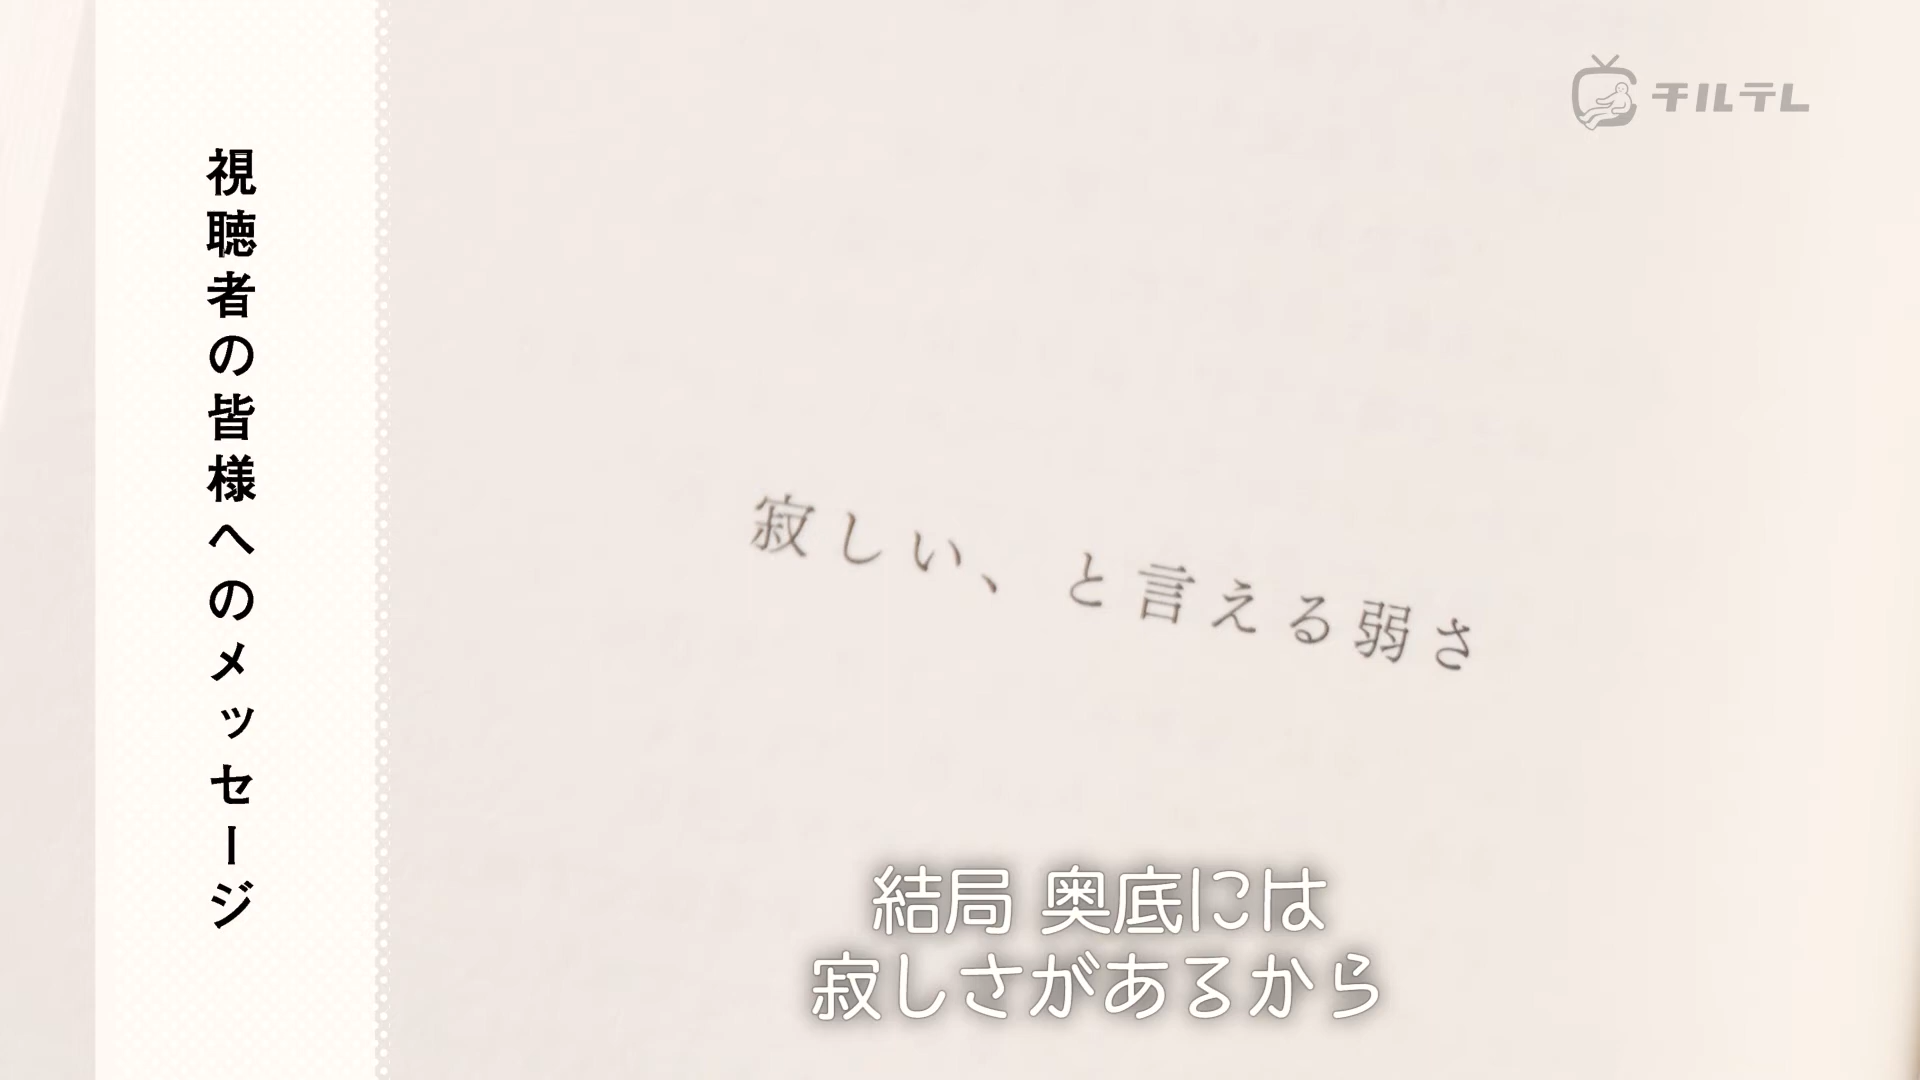 視聴者の皆様へのメッセージ
チルテレ
寂しい、と言える弱さ
結局 奥底には
寂しさがあるから